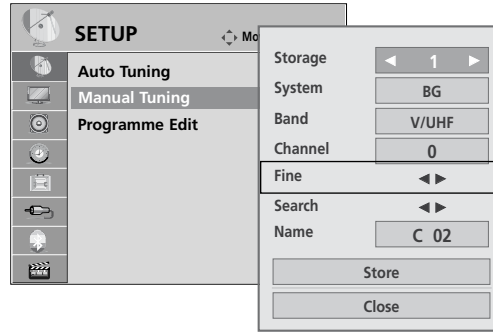 SETUP
Mo
Auto Tuning
Manual Tuning
Programme Edit
Storage ◀ 1 ▶
System BG
Band V/UHF
Channel 0
Fine ◀ ▶
Search ◀ ▶
Name C 02
Store
Close